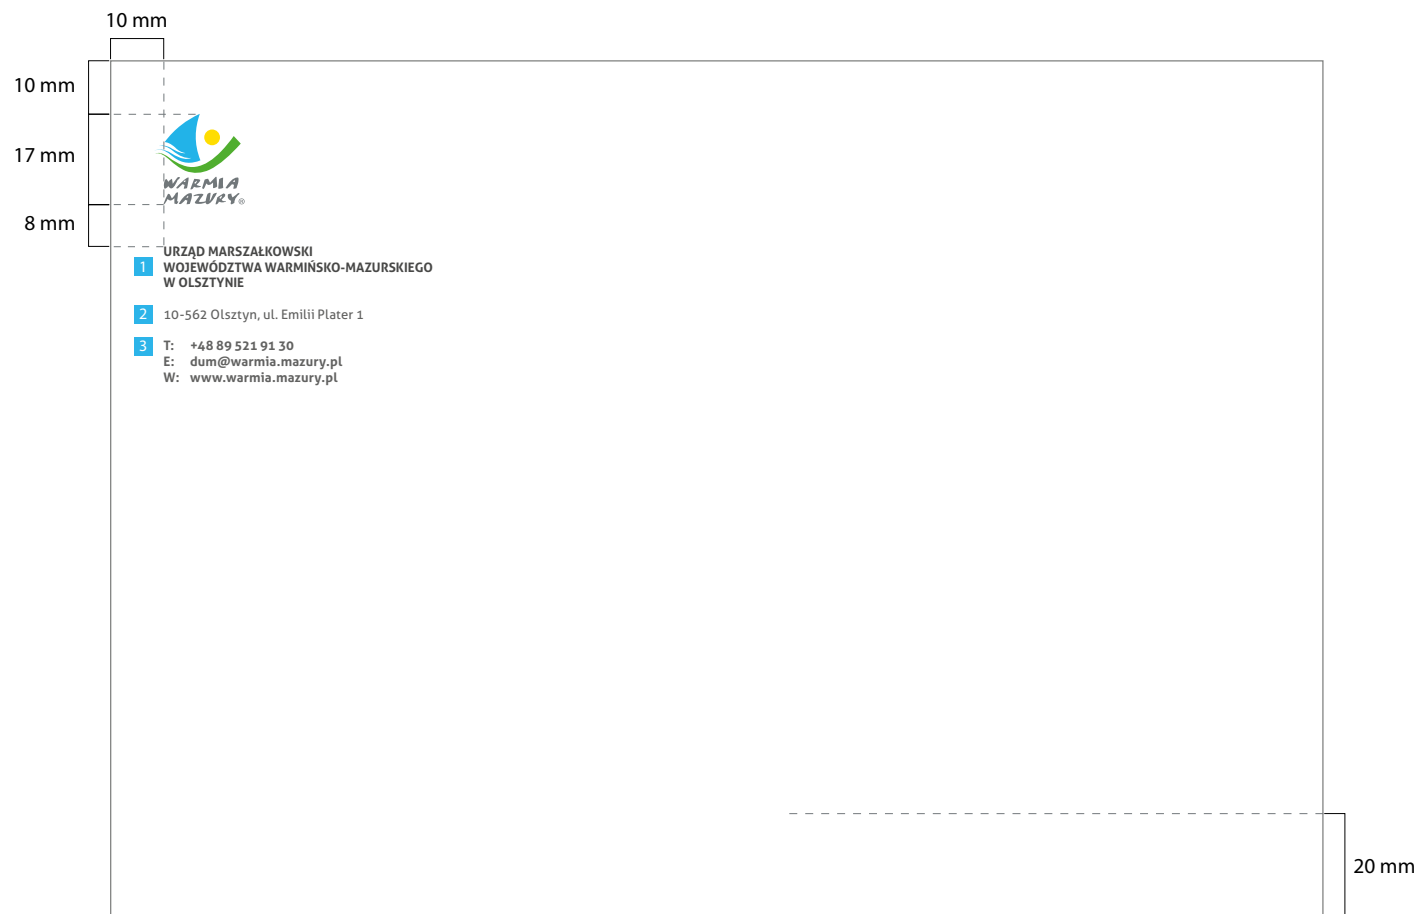 10 mm
10 mm
17 mm
8 mm
WARMIA
MAZURY®
1
URZĄD MARSZAŁKOWSKI
WOJEWÓDZTWA WARMIŃSKO-MAZURSKIEGO
W OLSZTYNIE
2 10-562 Olsztyn, ul. Emilii Plater 1
3 T: +48 89 521 91 30
E: dum@warmia.mazury.pl
W: www.warmia.mazury.pl
20 mm